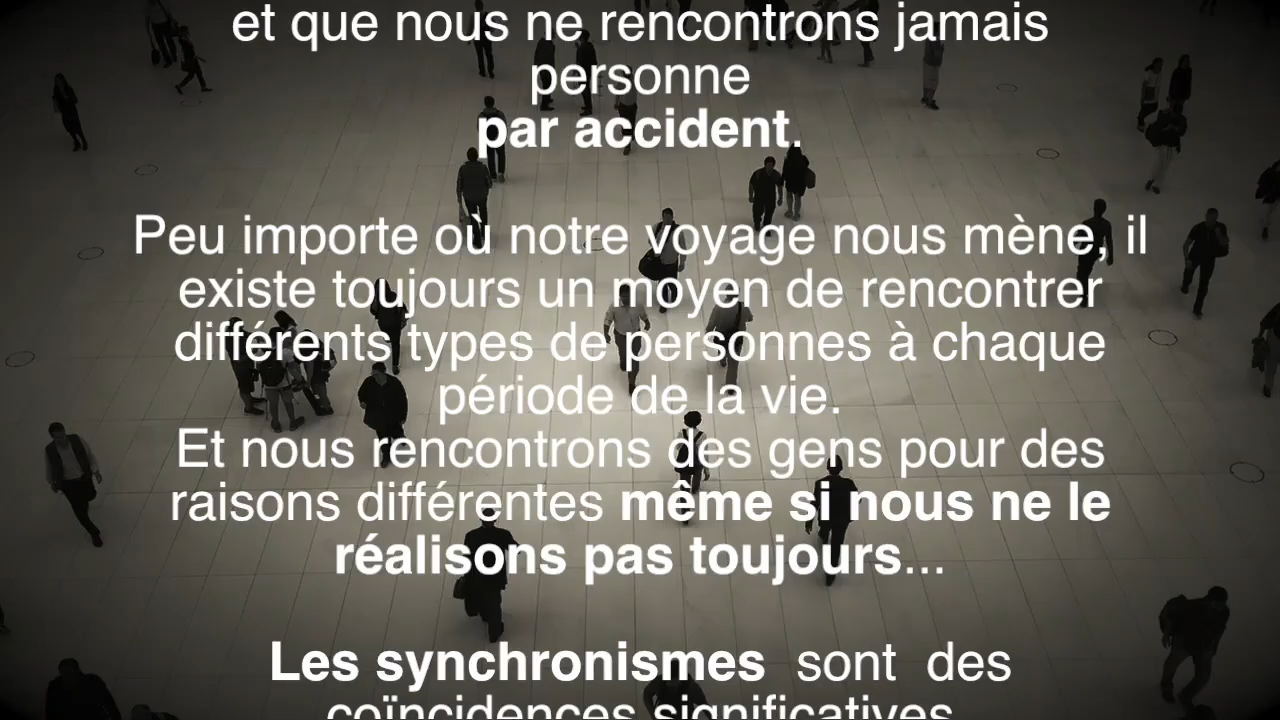 et que nous ne rencontrons jamais
personne
par accident.
Peu importe où notre voyage nous mène, il
existe toujours un moyen de rencontrer
différents types de personnes à chaque
période de la vie.
Et nous rencontrons des gens pour des
raisons différentes même si nous ne le
réalisons pas toujours...
Les synchronismes sont des
coïncidences significatives